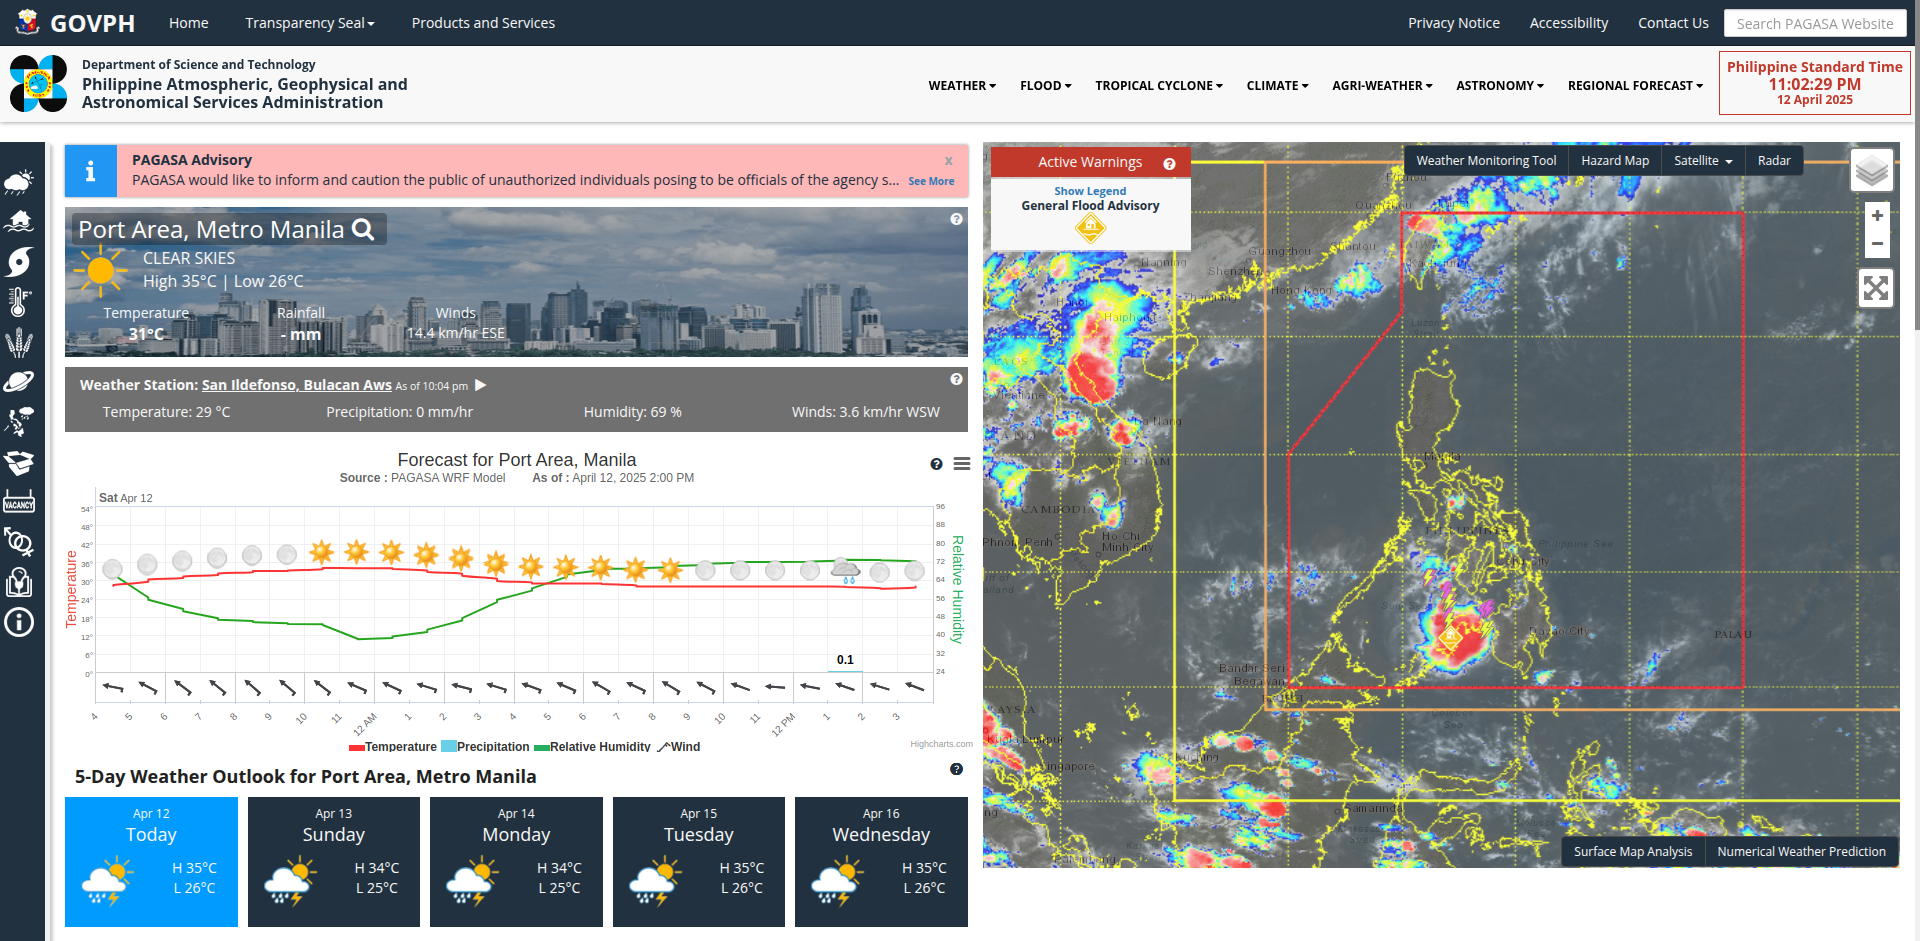 GOVPH
Home
Transparency Seal
Products and Services
Privacy Notice
Accessibility
Contact Us
Search PAGASA Website
Department of Science and Technology
Philippine Atmospheric, Geophysical and
Astronomical Services Administration
WEATHER
FLOOD
TROPICAL CYCLONE
CLIMATE
AGRI-WEATHER
ASTRONOMY
REGIONAL FORECAST
Philippine Standard Time
11:02:29 PM
12 April 2025
PAGASA Advisory
x
PAGASA would like to inform and caution the public of unauthorized individuals posing to be officials of the agency s... See More
Port Area, Metro Manila
CLEAR SKIES
High 35°C | Low 26°C
Temperature
31°C
Rainfall
- mm
Winds
14.4 km/hr ESE
Weather Station: San Ildefonso, Bulacan Aws As of 10:04 pm
Temperature: 29 °C
Precipitation: 0 mm/hr
Humidity: 69 %
Winds: 3.6 km/hr WSW
Forecast for Port Area, Manila
Source : PAGASA WRF Model As of : April 12, 2025 2:00 PM
Sat Apr 12
Temperature
54°
48°
42°
36°
30°
24°
18°
12°
6°
0°
96
88
80
72
64
56
48
40
32
24
Relative Humidity
0.1
4 5 6 7 8 9 10 11 12 AM 1 2 3 4 5 6 7 8 9 10 11 12 PM 1 2 3
Temperature Precipitation Relative Humidity Wind
Highcharts.com
5-Day Weather Outlook for Port Area, Metro Manila
Apr 12
Today
H 35°C
L 26°C
Apr 13
Sunday
H 34°C
L 25°C
Apr 14
Monday
H 34°C
L 25°C
Apr 15
Tuesday
H 35°C
L 26°C
Apr 16
Wednesday
H 35°C
L 26°C
Active Warnings
Show Legend
General Flood Advisory
Weather Monitoring Tool
Hazard Map
Satellite
Radar
+
−
Guangzhou
Shantou
Shenzhen
Hong Kong
Nanning
Hanoi
Haiphong
Vientiane
Da Nang
VIETNAM
CAMBODIA
Phnom Penh
Ho Chi
Minh City
Luzon
Manila
Philippine Sea
Davao City
PALAU
Bandar Seri
Begawan
Kuala Lumpur
Singapore
Kuching
Samarinda
Surface Map Analysis
Numerical Weather Prediction
VACANCY